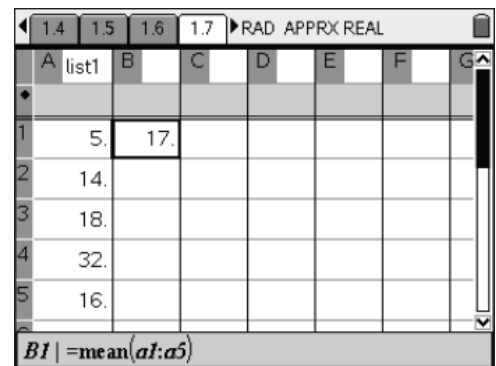 1.4 1.5 1.6 1.7 RAD APPRX REAL
A list1 B C D E F G
1 5. 17.
2 14.
3 18.
4 32.
5 16.
B1 =mean(a1:a5)